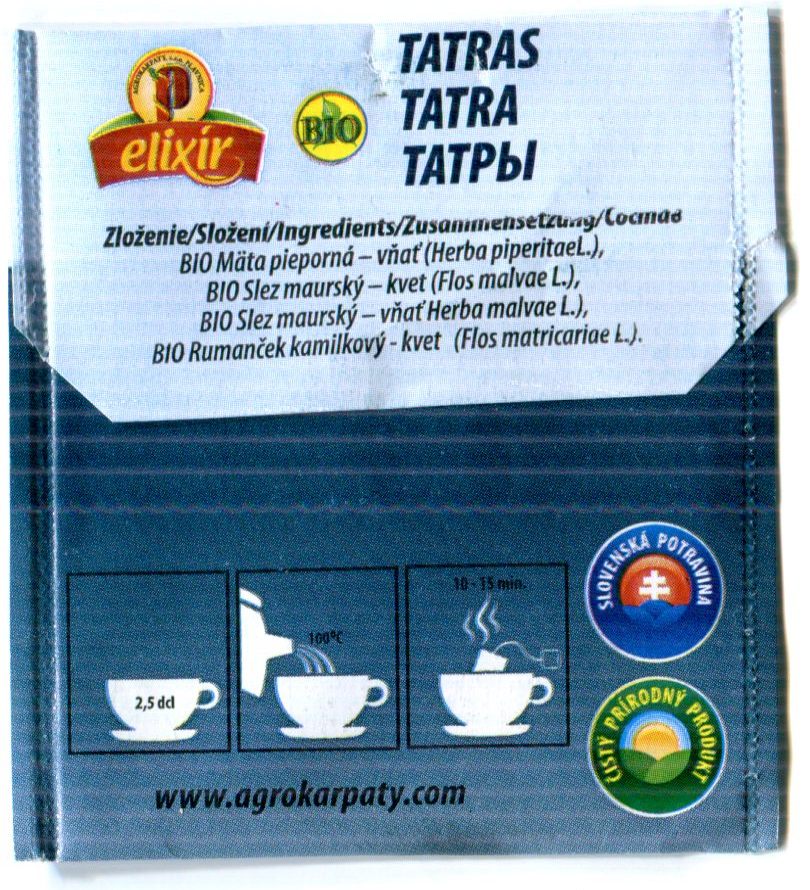 AGROKARPATY, s.r.o. PLAVNICA
elixír
BIO
TATRAS
TATRA
ТАТРЫ
Zloženie/Složení/Ingredients/Zusammensetzung/
BIO Mäta pieporná – vňať (Herba piperitaeL.),
BIO Slez maurský – kvet (Flos malvae L.),
BIO Slez maurský – vňať Herba malvae L.),
BIO Rumanček kamilkový - kvet (Flos matricariae L.).
2,5 dcl
100°C
10 - 15 min.
SLOVENSKÁ POTRAVINA
ČISTÝ PRÍRODNÝ PRODUKT
www.agrokarpaty.com